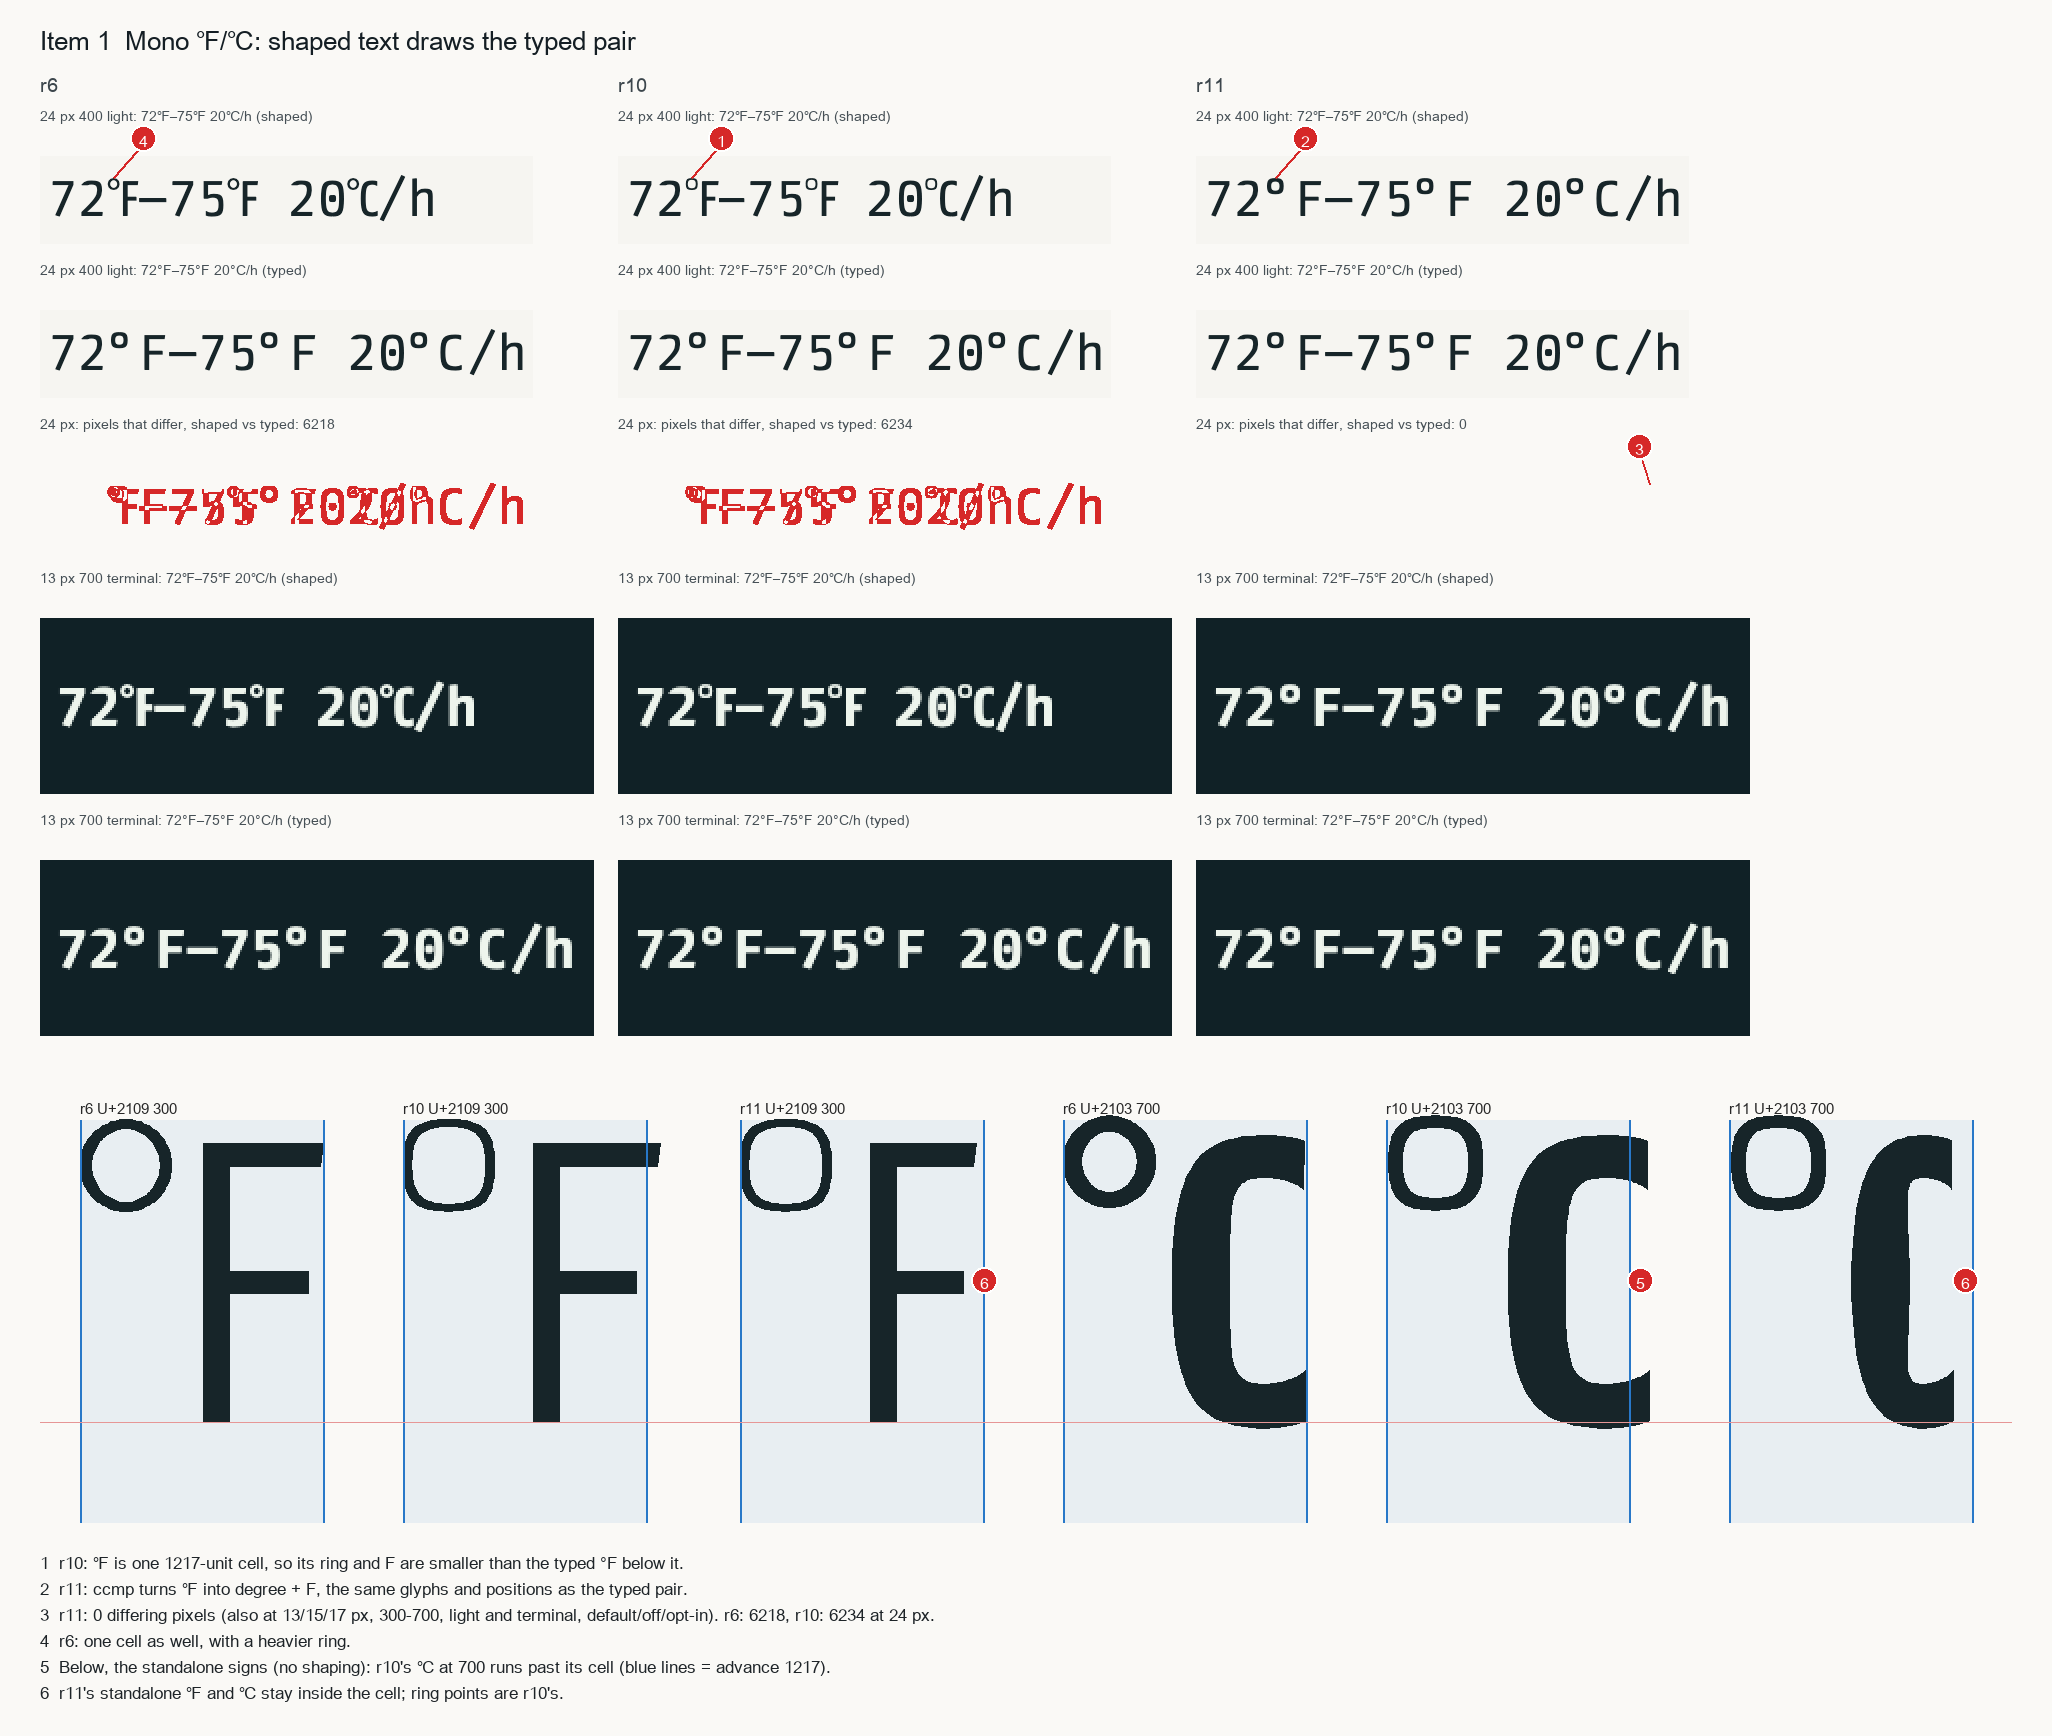 Item 1  Mono ℉/℃: shaped text draws the typed pair
r6
r10
r11
24 px 400 light: 72℉–75℉ 20℃/h (shaped)
24 px 400 light: 72℉–75℉ 20℃/h (shaped)
24 px 400 light: 72℉–75℉ 20℃/h (shaped)
4
1
2
72℉–75℉ 20℃/h
72℉–75℉ 20℃/h
72°F–75°F 20°C/h
24 px 400 light: 72°F–75°F 20°C/h (typed)
24 px 400 light: 72°F–75°F 20°C/h (typed)
24 px 400 light: 72°F–75°F 20°C/h (typed)
72°F–75°F 20°C/h
72°F–75°F 20°C/h
72°F–75°F 20°C/h
24 px: pixels that differ, shaped vs typed: 6218
24 px: pixels that differ, shaped vs typed: 6234
24 px: pixels that differ, shaped vs typed: 0
3
13 px 700 terminal: 72℉–75℉ 20℃/h (shaped)
13 px 700 terminal: 72℉–75℉ 20℃/h (shaped)
13 px 700 terminal: 72℉–75℉ 20℃/h (shaped)
72℉–75℉ 20℃/h
72℉–75℉ 20℃/h
72°F–75°F 20°C/h
13 px 700 terminal: 72°F–75°F 20°C/h (typed)
13 px 700 terminal: 72°F–75°F 20°C/h (typed)
13 px 700 terminal: 72°F–75°F 20°C/h (typed)
72°F–75°F 20°C/h
72°F–75°F 20°C/h
72°F–75°F 20°C/h
r6 U+2109 300
r10 U+2109 300
r11 U+2109 300
r6 U+2103 700
r10 U+2103 700
r11 U+2103 700
℉
℉
℉
℃
℃
℃
6
5
6
1  r10: ℉ is one 1217-unit cell, so its ring and F are smaller than the typed °F below it.
2  r11: ccmp turns ℉ into degree + F, the same glyphs and positions as the typed pair.
3  r11: 0 differing pixels (also at 13/15/17 px, 300-700, light and terminal, default/off/opt-in). r6: 6218, r10: 6234 at 24 px.
4  r6: one cell as well, with a heavier ring.
5  Below, the standalone signs (no shaping): r10's ℃ at 700 runs past its cell (blue lines = advance 1217).
6  r11's standalone ℉ and ℃ stay inside the cell; ring points are r10's.